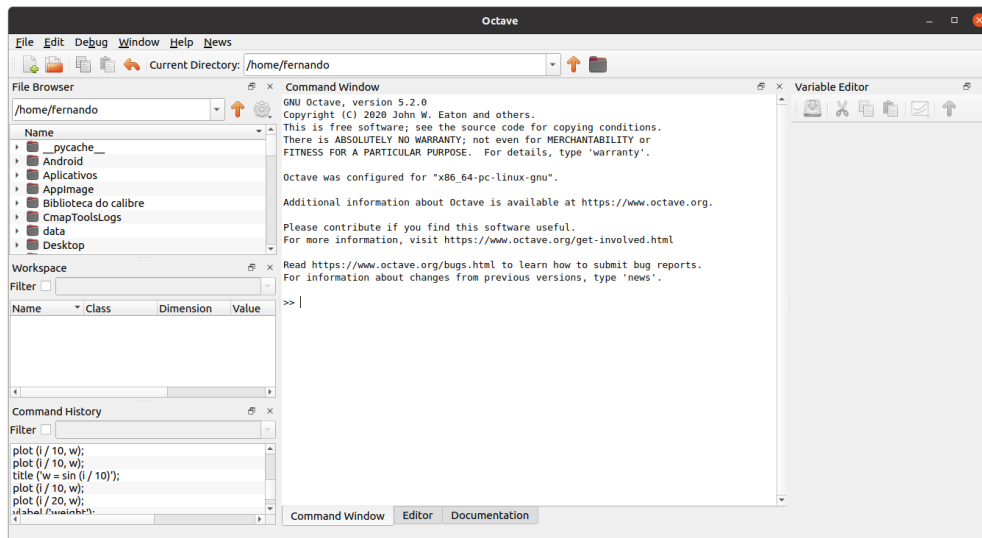 Octave
File Edit Debug Window Help News
Current Directory: /home/fernando
File Browser
/home/fernando
Name
__pycache__
Android
Aplicativos
AppImage
Biblioteca do calibre
CmapToolsLogs
data
Desktop
Workspace
Filter
Name Class Dimension Value
Command History
Filter
plot (i / 10, w);
plot (i / 10, w);
title ('w = sin (i / 10)');
plot (i / 10, w);
plot (i / 20, w);
ylabel ('weight');
Command Window
GNU Octave, version 5.2.0
Copyright (C) 2020 John W. Eaton and others.
This is free software; see the source code for copying conditions.
There is ABSOLUTELY NO WARRANTY; not even for MERCHANTABILITY or
FITNESS FOR A PARTICULAR PURPOSE.  For details, type 'warranty'.
Octave was configured for "x86_64-pc-linux-gnu".
Additional information about Octave is available at https://www.octave.org.
Please contribute if you find this software useful.
For more information, visit https://www.octave.org/get-involved.html
Read https://www.octave.org/bugs.html to learn how to submit bug reports.
For information about changes from previous versions, type 'news'.
>>
Command Window Editor Documentation
Variable Editor